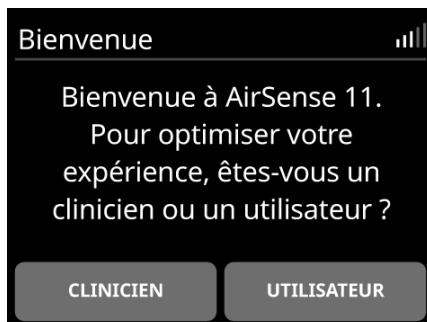 Bienvenue
Bienvenue à AirSense 11.
Pour optimiser votre
expérience, êtes-vous un
clinicien ou un utilisateur ?
CLINICIEN UTILISATEUR